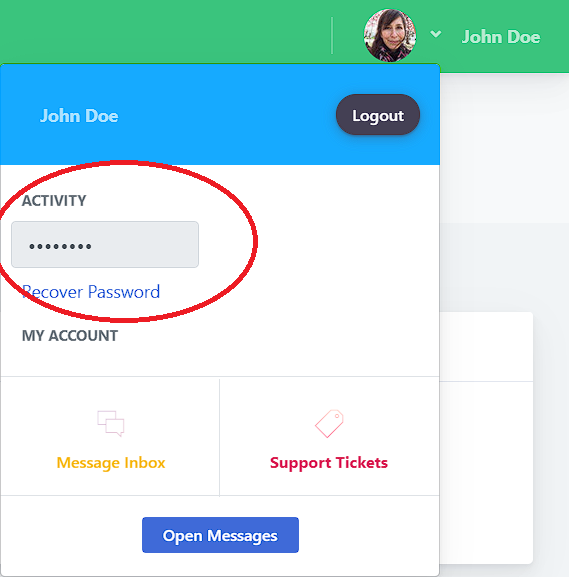 John Doe
John Doe
Logout
ACTIVITY
••••••••
Recover Password
MY ACCOUNT
Message Inbox
Support Tickets
Open Messages